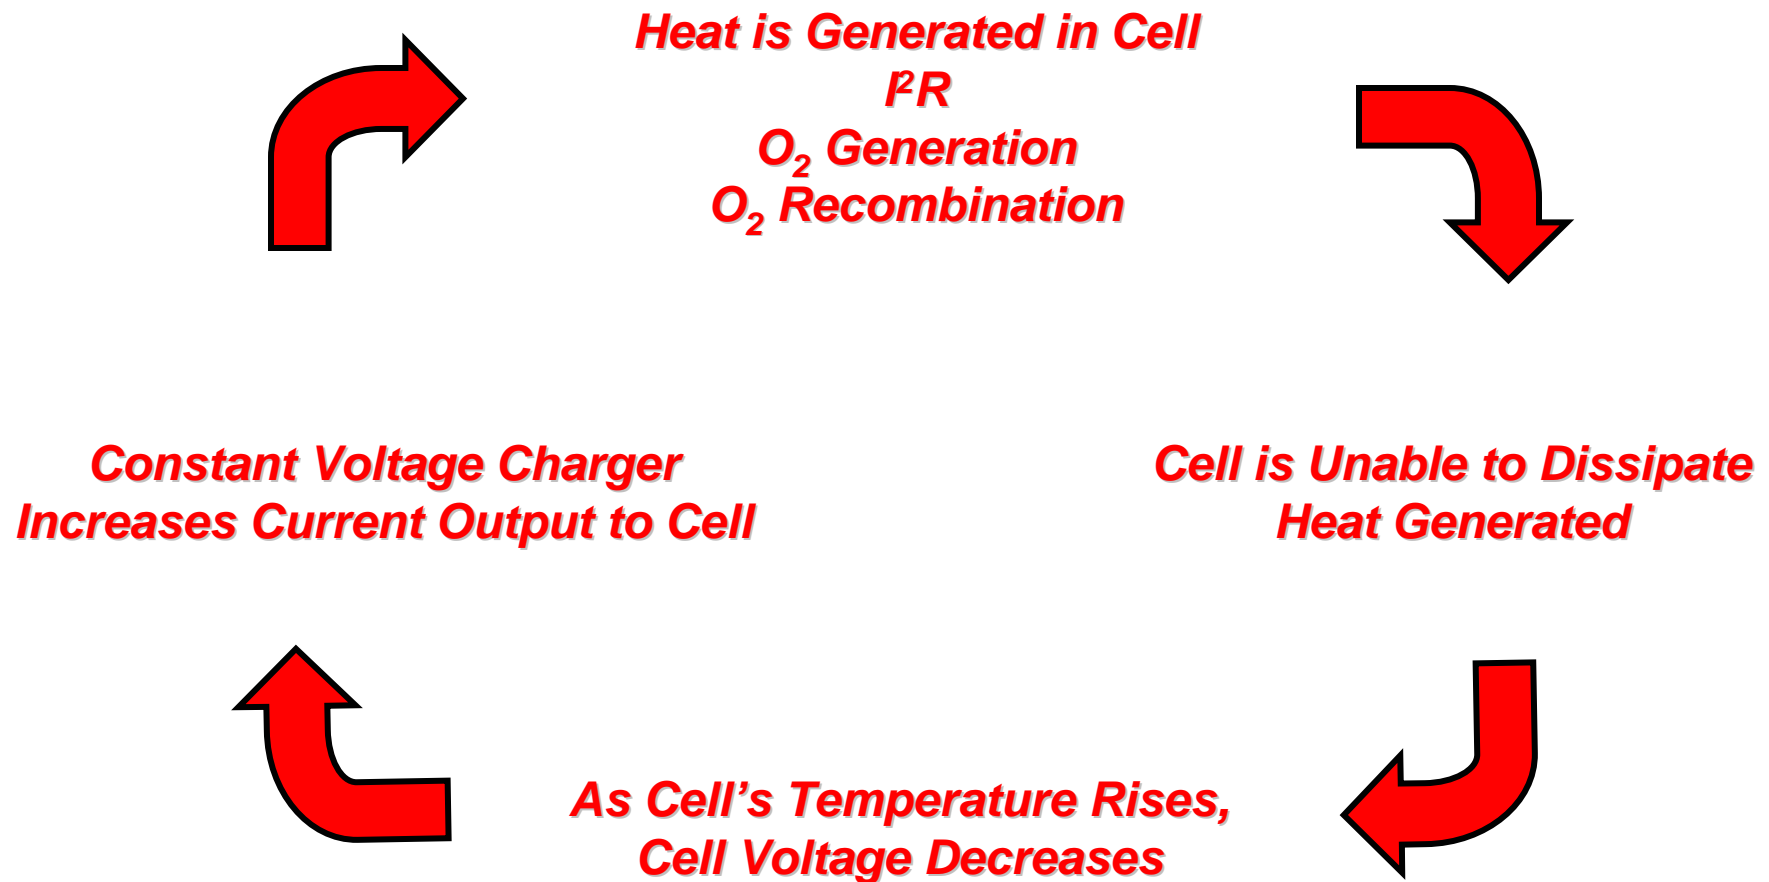 Heat is Generated in Cell
I²R
O₂ Generation
O₂ Recombination
Constant Voltage Charger
Increases Current Output to Cell
Cell is Unable to Dissipate
Heat Generated
As Cell’s Temperature Rises,
Cell Voltage Decreases